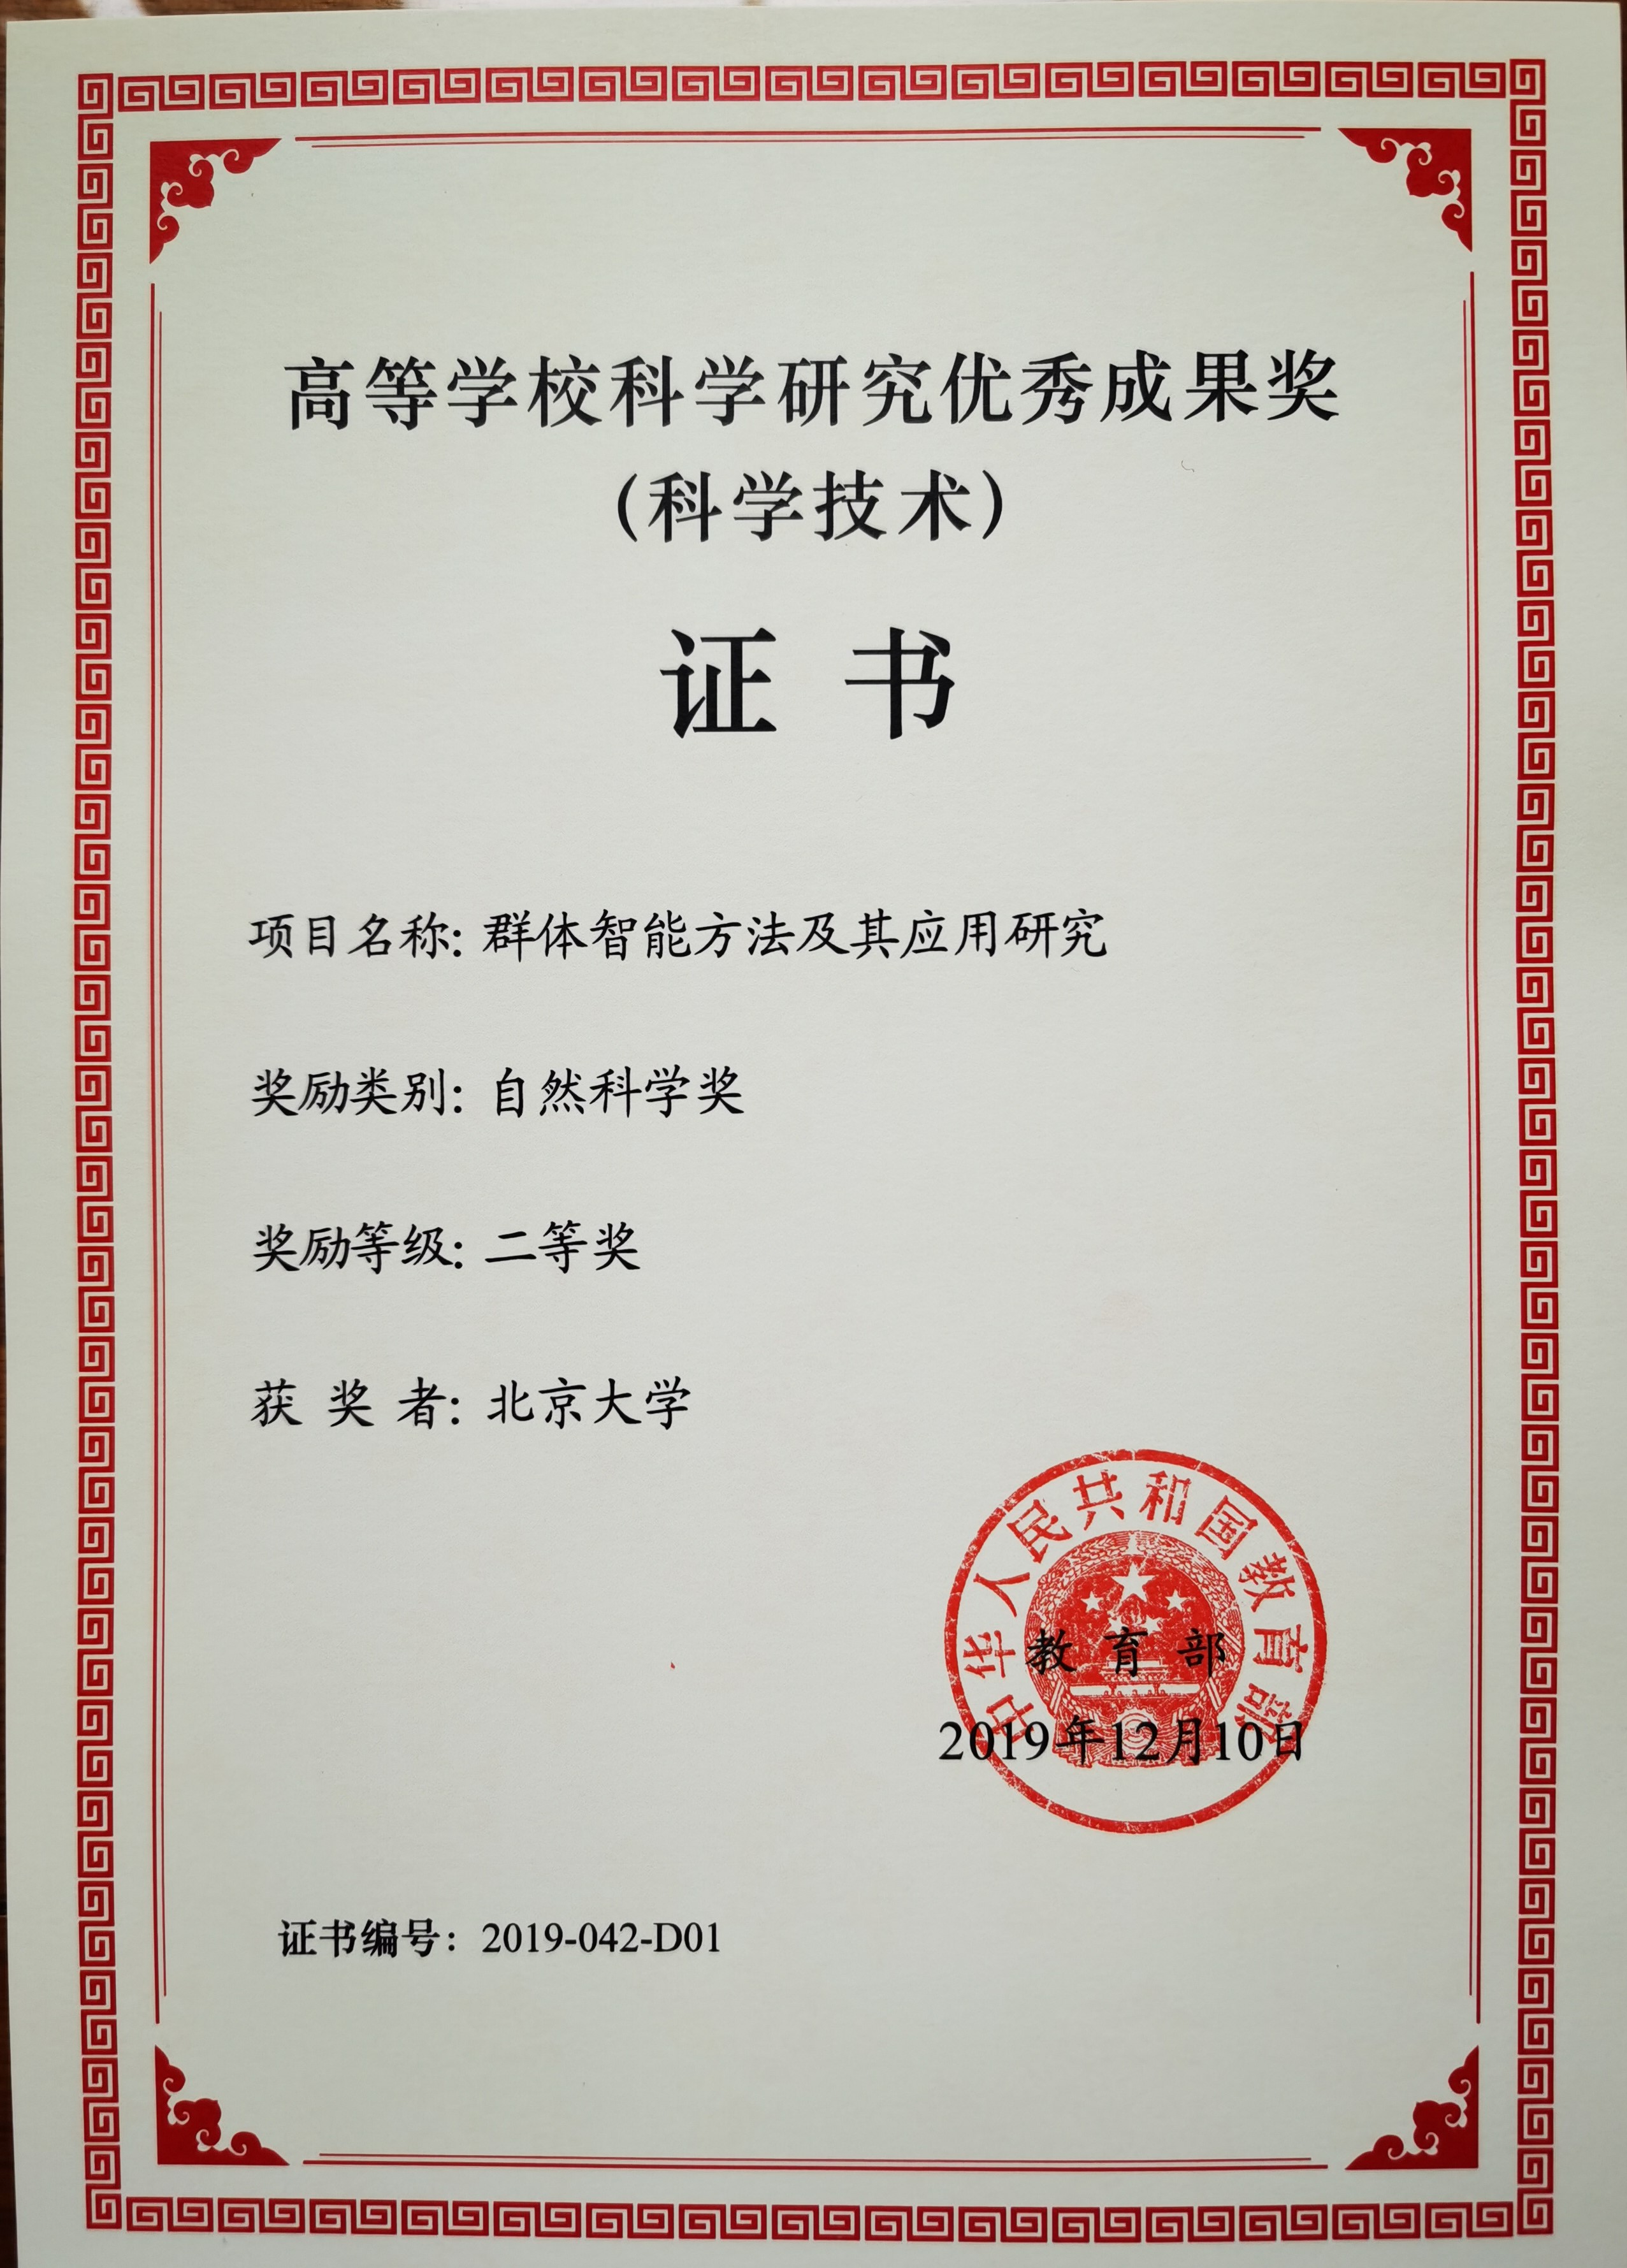 高等学校科学研究优秀成果奖
(科学技术)
证 书
项目名称: 群体智能方法及其应用研究
奖励类别: 自然科学奖
奖励等级: 二等奖
获 奖 者: 北京大学
中华人民共和国教育部
教 育 部
2019年12月10日
证书编号: 2019-042-D01